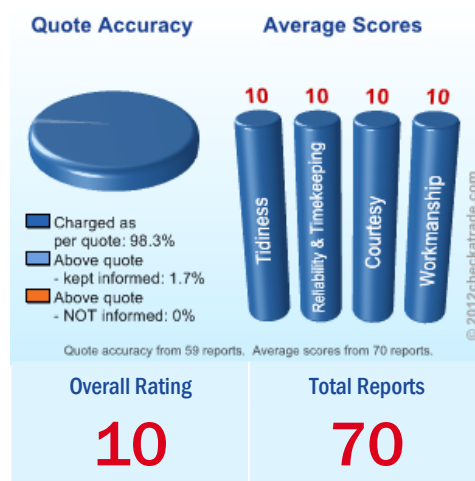 Quote Accuracy
Charged as
per quote: 98.3%
Above quote
- kept informed: 1.7%
Above quote
- NOT informed: 0%
Average Scores
10 10 10 10
Tidiness
Reliability & Timekeeping
Courtesy
Workmanship
© 2012checkatrade.com
Quote accuracy from 59 reports. Average scores from 70 reports.
Overall Rating
10
Total Reports
70